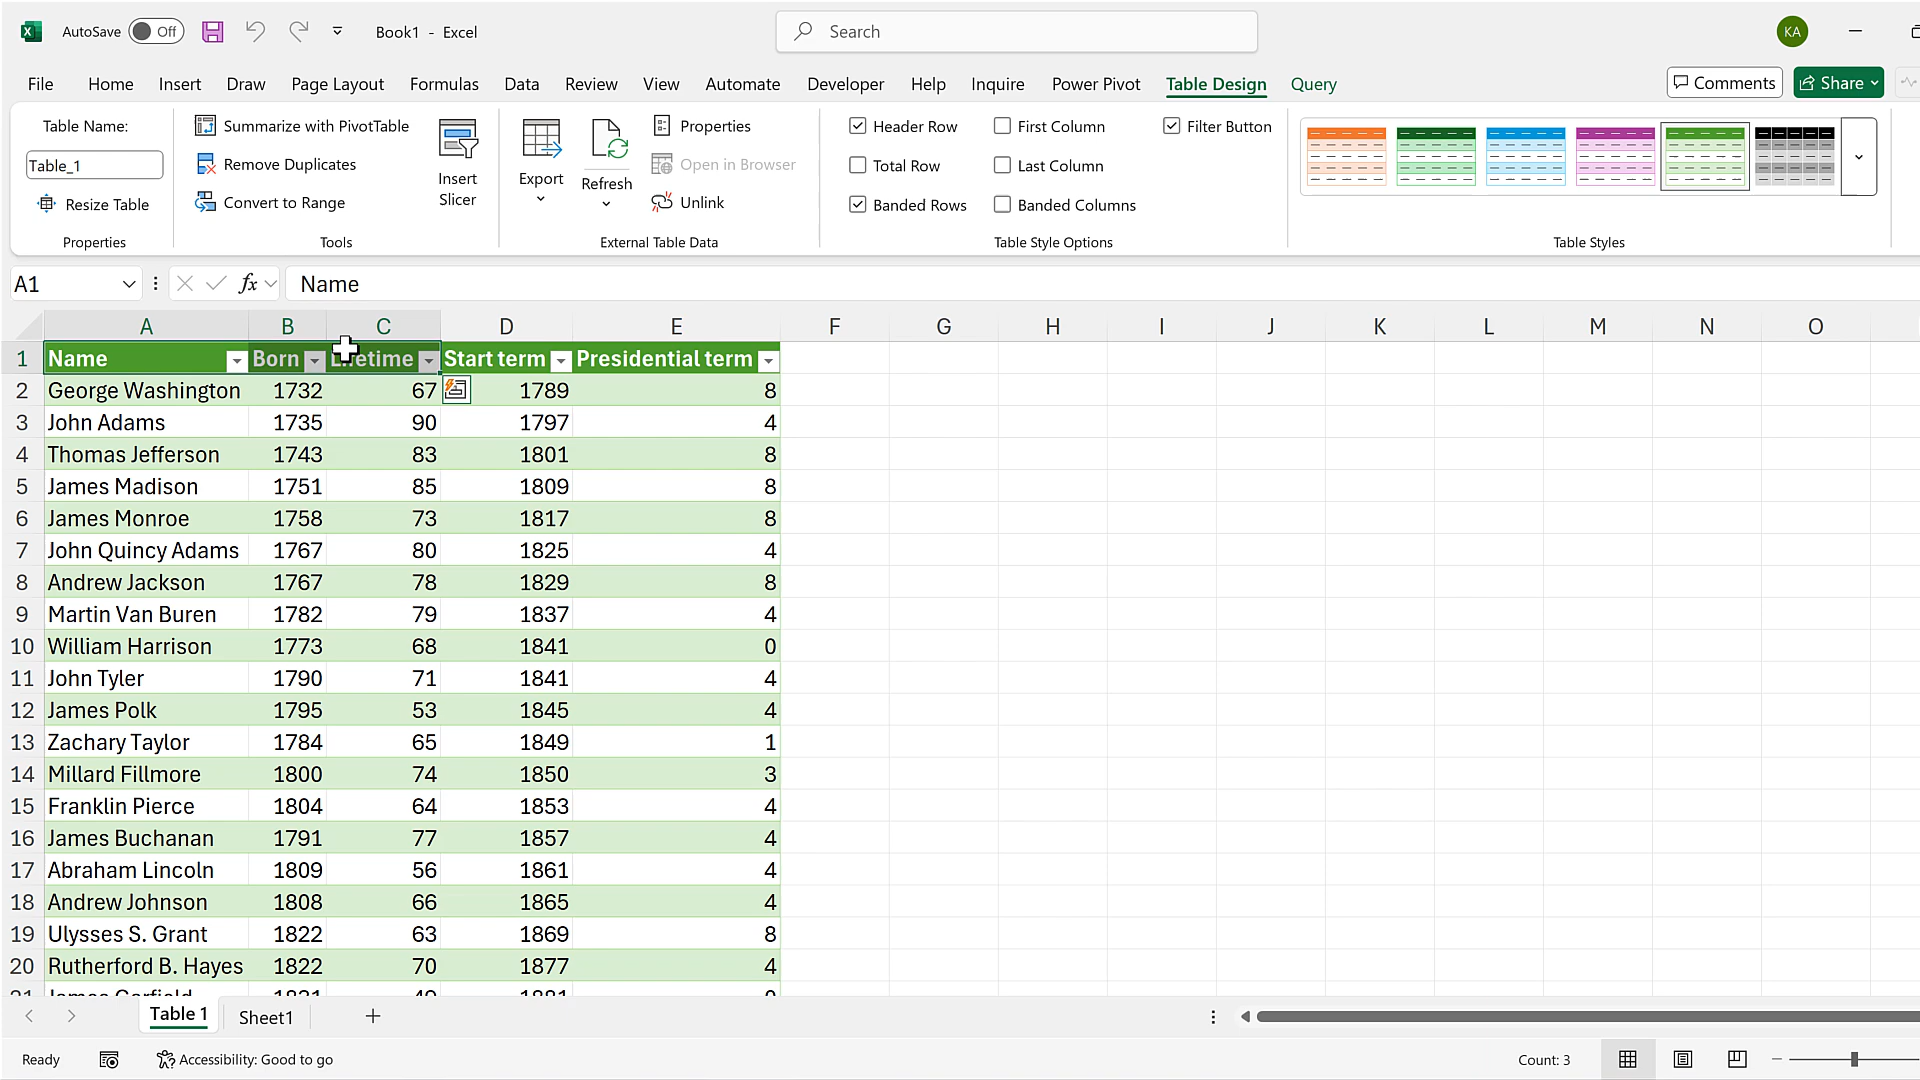 AutoSave Off Book1 - Excel Search KA
File Home Insert Draw Page Layout Formulas Data Review View Automate Developer Help Inquire Power Pivot Table Design Query Comments Share
Table Name:
Table_1
Resize Table
Properties
Summarize with PivotTable
Remove Duplicates
Convert to Range
Insert
Slicer
Tools
Export
Refresh
Properties
Open in Browser
Unlink
External Table Data
Header Row First Column Filter Button
Total Row Last Column
Banded Rows Banded Columns
Table Style Options
Table Styles
A1 fx Name
A B C D E F G H I J K L M N O
1 Name Born Lifetime Start term Presidential term
2 George Washington 1732 67 1789 8
3 John Adams 1735 90 1797 4
4 Thomas Jefferson 1743 83 1801 8
5 James Madison 1751 85 1809 8
6 James Monroe 1758 73 1817 8
7 John Quincy Adams 1767 80 1825 4
8 Andrew Jackson 1767 78 1829 8
9 Martin Van Buren 1782 79 1837 4
10 William Harrison 1773 68 1841 0
11 John Tyler 1790 71 1841 4
12 James Polk 1795 53 1845 4
13 Zachary Taylor 1784 65 1849 1
14 Millard Fillmore 1800 74 1850 3
15 Franklin Pierce 1804 64 1853 4
16 James Buchanan 1791 77 1857 4
17 Abraham Lincoln 1809 56 1861 4
18 Andrew Johnson 1808 66 1865 4
19 Ulysses S. Grant 1822 63 1869 8
20 Rutherford B. Hayes 1822 70 1877 4
21 James Garfield 1831 49 1881 0
Table 1 Sheet1
Ready Accessibility: Good to go Count: 3